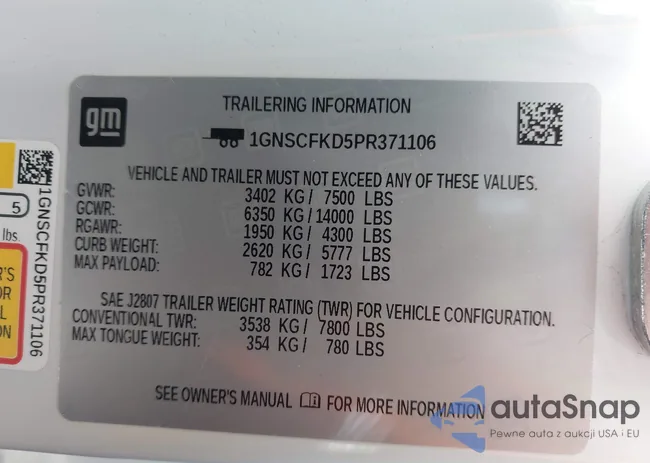 gm
TRAILERING INFORMATION
1GNSCFKD5PR371106
VEHICLE AND TRAILER MUST NOT EXCEED ANY OF THESE VALUES.
GVWR: 3402 KG / 7500 LBS
GCWR: 6350 KG / 14000 LBS
RGAWR: 1950 KG / 4300 LBS
CURB WEIGHT: 2620 KG / 5777 LBS
MAX PAYLOAD: 782 KG / 1723 LBS
SAE J2807 TRAILER WEIGHT RATING (TWR) FOR VEHICLE CONFIGURATION.
CONVENTIONAL TWR: 3538 KG / 7800 LBS
MAX TONGUE WEIGHT: 354 KG / 780 LBS
SEE OWNER'S MANUAL FOR MORE INFORMATION
1GNSCFKD5PR371106
5
lbs.
autaSnap
Pewne auta z aukcji USA i EU